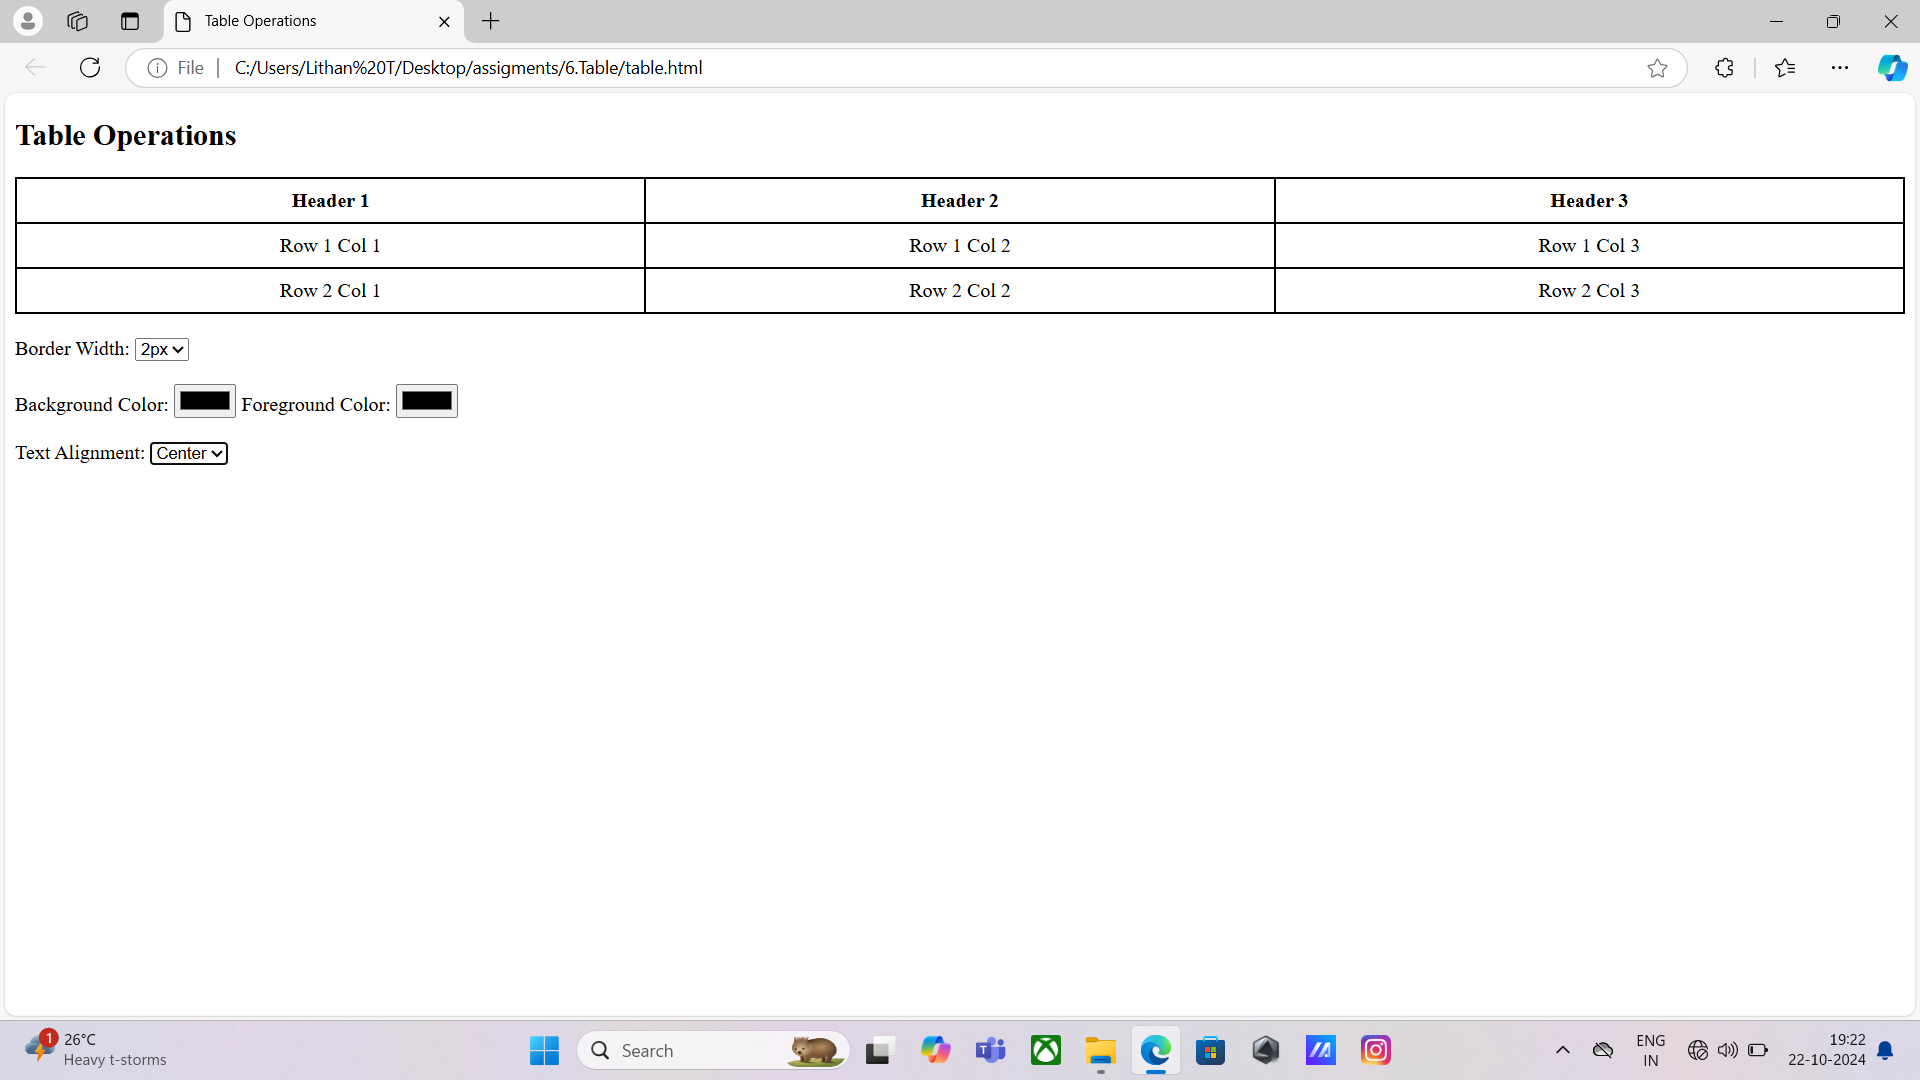 Table Operations
File
C:/Users/Lithan%20T/Desktop/assigments/6.Table/table.html
Table Operations
Header 1 Header 2 Header 3
Row 1 Col 1 Row 1 Col 2 Row 1 Col 3
Row 2 Col 1 Row 2 Col 2 Row 2 Col 3
Border Width: 2px
Background Color: Foreground Color:
Text Alignment: Center
1
26°C
Heavy t-storms
Search
ENG
IN
19:22
22-10-2024